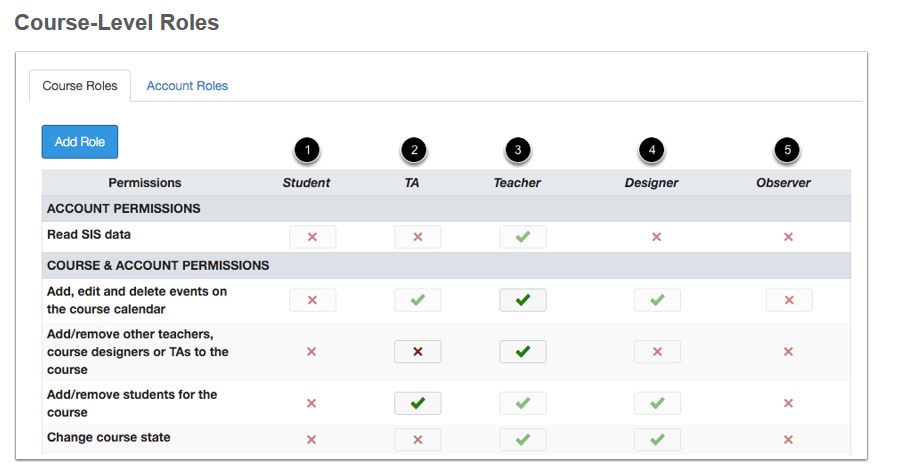 Course-Level Roles
Course Roles
Account Roles
Add Role
1 2 3 4 5
Permissions Student TA Teacher Designer Observer
ACCOUNT PERMISSIONS
Read SIS data
COURSE & ACCOUNT PERMISSIONS
Add, edit and delete events on
the course calendar
Add/remove other teachers,
course designers or TAs to the
course
Add/remove students for the
course
Change course state